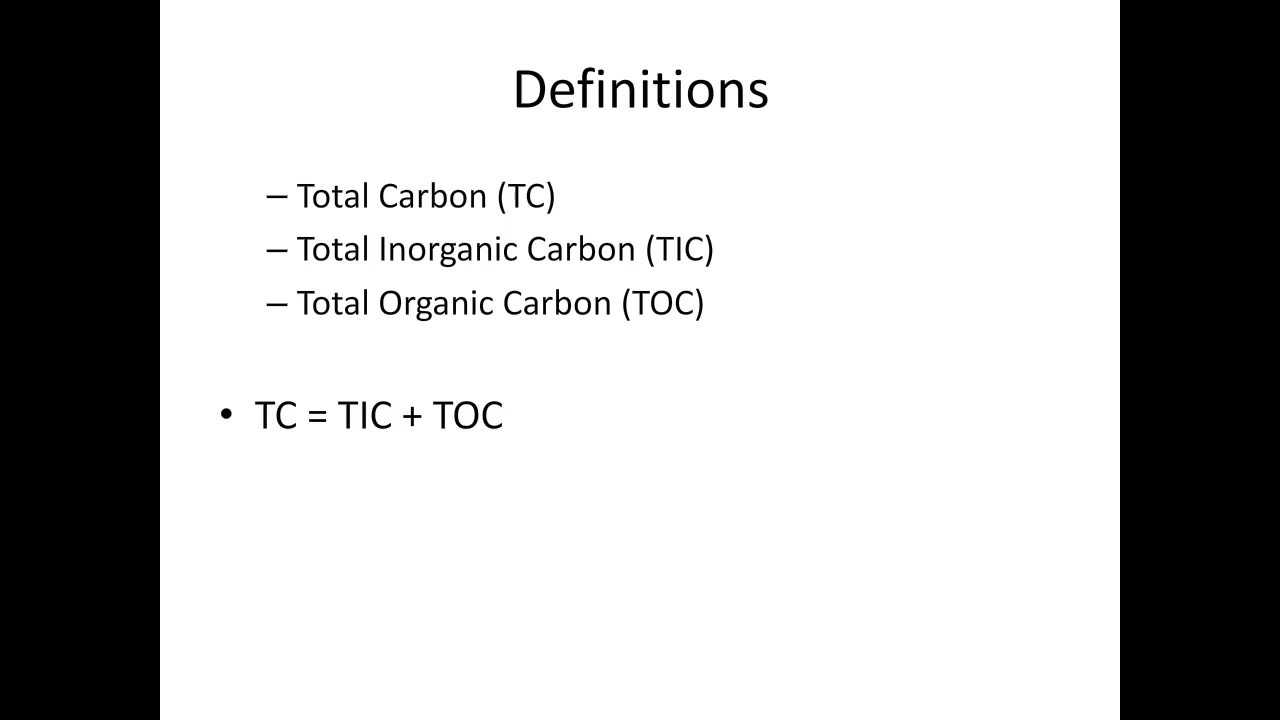 Definitions
– Total Carbon (TC)
– Total Inorganic Carbon (TIC)
– Total Organic Carbon (TOC)
• TC = TIC + TOC